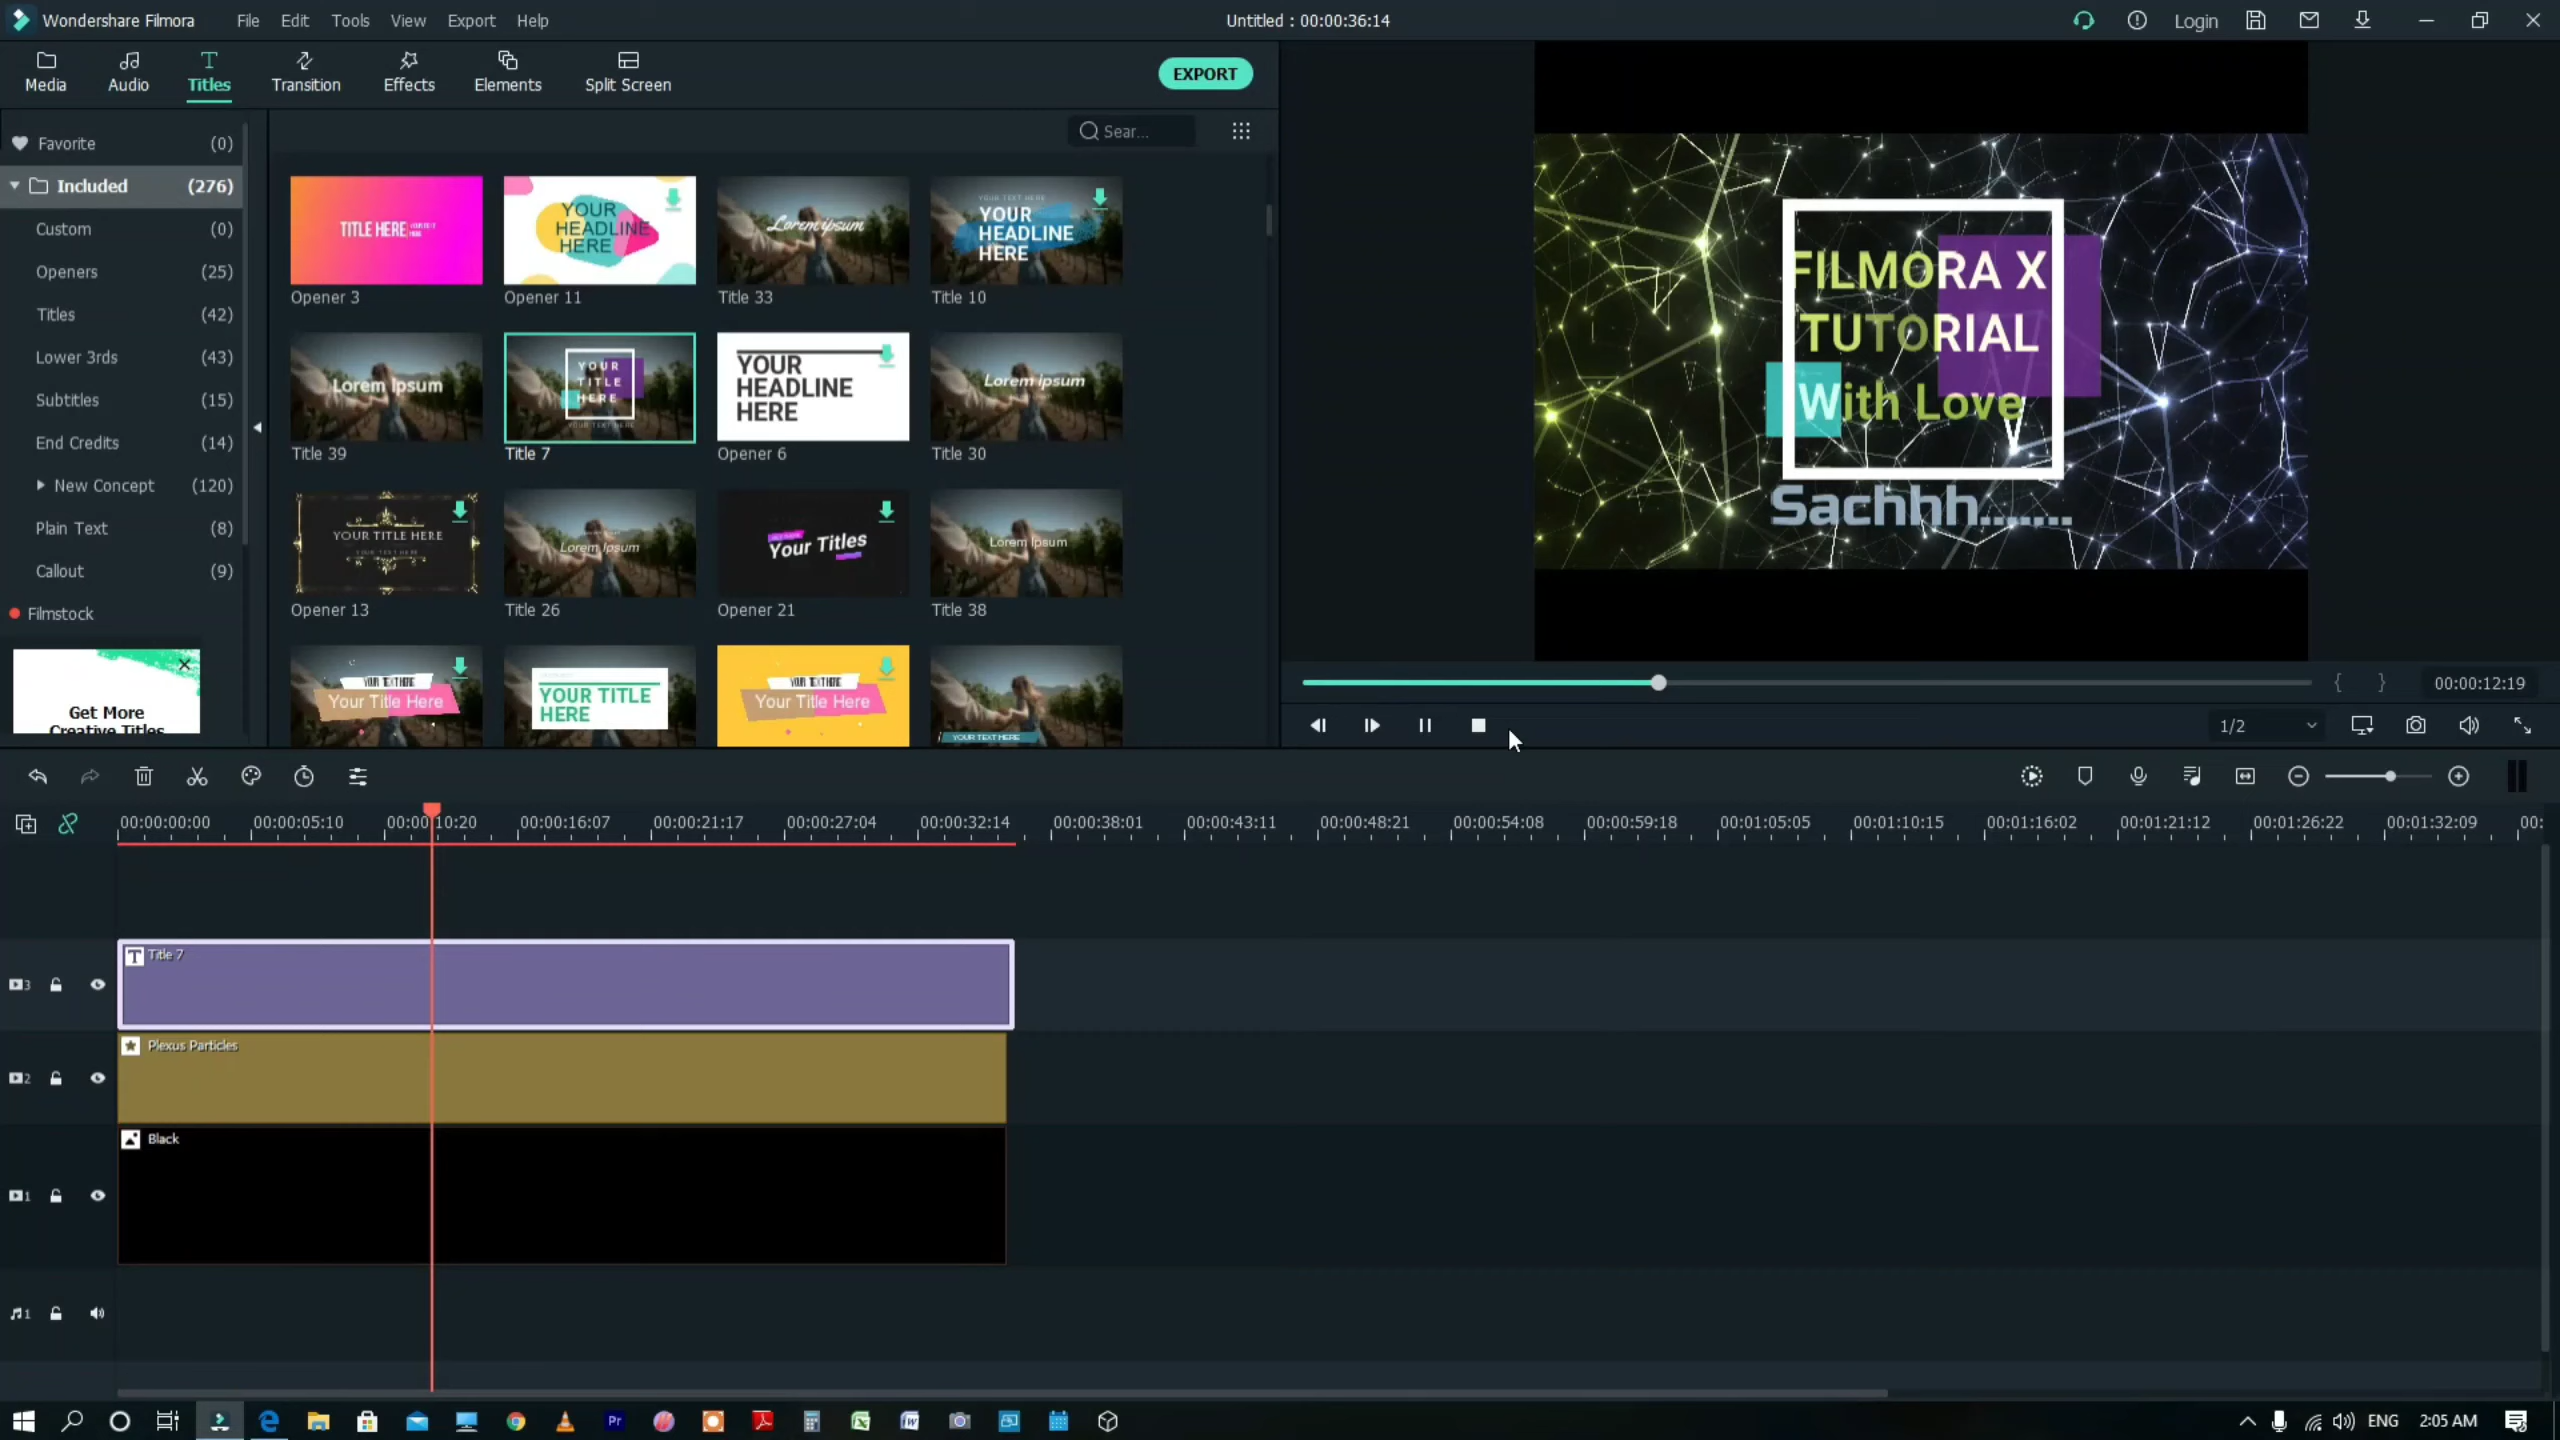 Wondershare Filmora File Edit Tools View Export Help Untitled : 00:00:36:14 Login
Media Audio Titles Transition Effects Elements Split Screen EXPORT
Favorite (0)
Included (276)
Custom (0)
Openers (25)
Titles (42)
Lower 3rds (43)
Subtitles (15)
End Credits (14)
New Concept (120)
Plain Text (8)
Callout (9)
Filmstock
Get More
Creative Titles
Sear...
TITLE HERE
YOUR
HEADLINE
HERE
Lorem ipsum
YOUR TEXT HERE
YOUR
HEADLINE
HERE
Opener 3 Opener 11 Title 33 Title 10
Lorem Ipsum
YOUR
TITLE
HERE
YOUR TEXT HERE
YOUR
HEADLINE
HERE
Lorem Ipsum
Title 39 Title 7 Opener 6 Title 30
YOUR TITLE HERE
YOUR TEXT HERE
Lorem Ipsum
Your Titles
Lorem Ipsum
Opener 13 Title 26 Opener 21 Title 38
YOUR TEXT HERE
Your Title Here
YOUR TITLE
HERE
YOUR TEXT HERE
Your Title Here
YOUR TEXT HERE
FILMORA X
TUTORIAL
With Love
Sachhh.......
00:00:12:19
1/2
00:00:00:00 00:00:05:10 00:00:10:20 00:00:16:07 00:00:21:17 00:00:27:04 00:00:32:14 00:00:38:01 00:00:43:11 00:00:48:21 00:00:54:08 00:00:59:18 00:01:05:05 00:01:10:15 00:01:16:02 00:01:21:12 00:01:26:22 00:01:32:09 00:
Title 7
3
Plexus Particles
2
Black
1
1
Pr ENG 2:05 AM